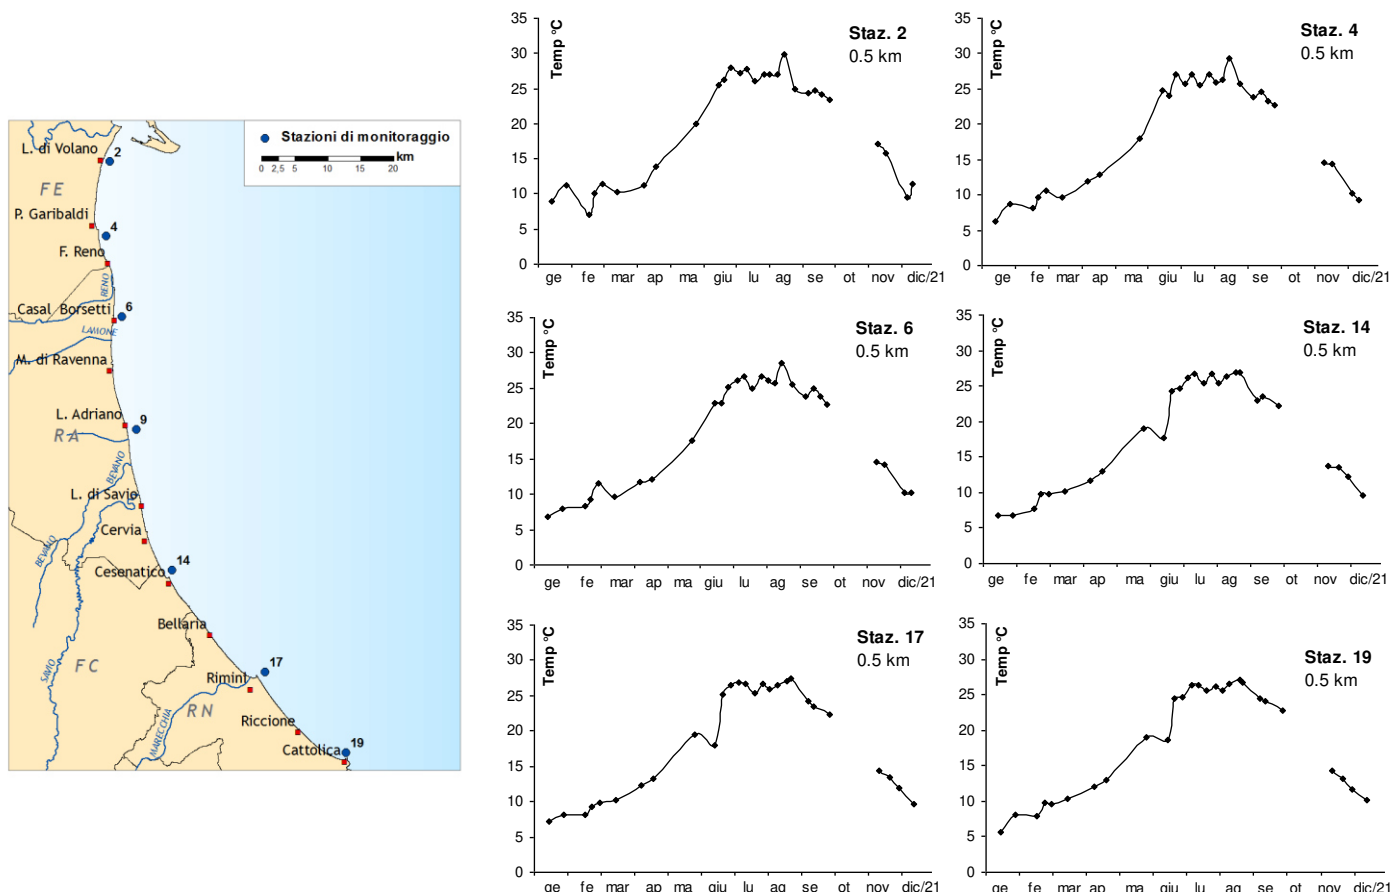 Stazioni di monitoraggio
km
0 2,5 5 10 15 20
L. di Volano
2
FE
P. Garibaldi
4
F. Reno
RENO
Casal Borsetti
6
LAMONE
M. di Ravenna
L. Adriano
9
RA
BEVANO
L. di Savio
Cervia
BEVANO
14
Cesenatico
Bellaria
SAVIO
FC
17
Rimini
RN
MARECCHIA
Riccione
Cattolica
19
Temp °C
Staz. 2
0.5 km
35
30
25
20
15
10
5
0
ge fe mar ap ma giu lu ag se ot nov dic/21
Temp °C
Staz. 4
0.5 km
35
30
25
20
15
10
5
0
ge fe mar ap ma giu lu ag se ot nov dic/21
Staz. 6
0.5 km
35
30
25
20
15
10
5
0
ge fe mar ap ma giu lu ag se ot nov dic/21
Temp °C
Staz. 14
0.5 km
35
30
25
20
15
10
5
0
ge fe mar ap ma giu lu ag se ot nov dic/21
Temp °C
Staz. 17
0.5 km
35
30
25
20
15
10
5
0
ge fe mar ap ma giu lu ag se ot nov dic/21
Temp °C
Staz. 19
0.5 km
35
30
25
20
15
10
5
0
ge fe mar ap ma giu lu ag se ot nov dic/21